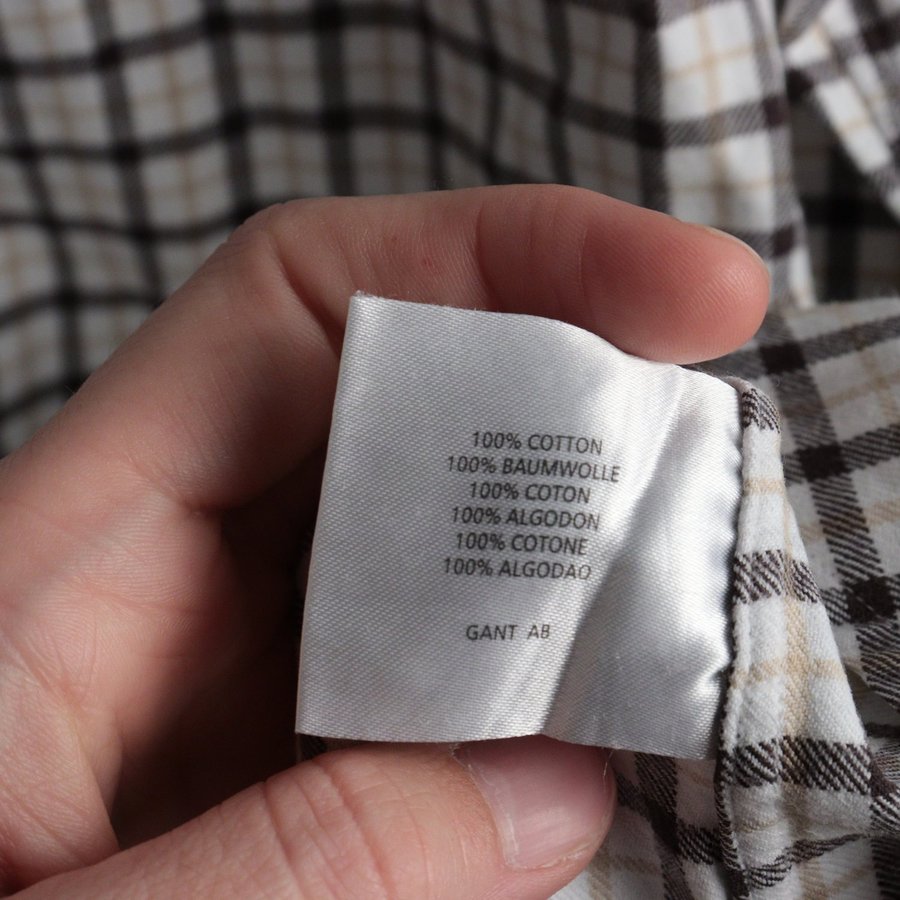 100% COTTON
100% BAUMWOLLE
100% COTON
100% ALGODON
100% COTONE
100% ALGODAO
GANT AB